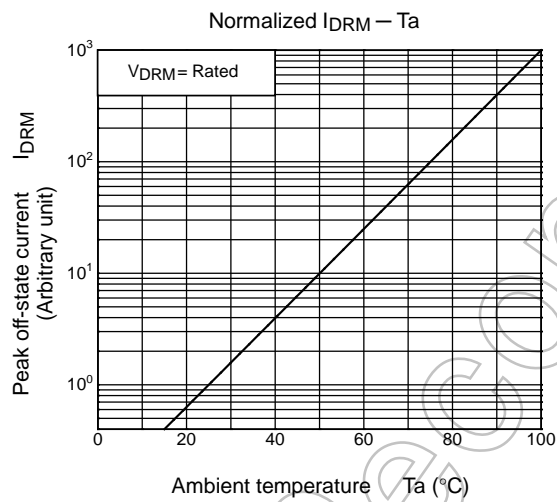 Normalized IDRM – Ta
VDRM = Rated
10³
10²
10¹
10⁰
Peak off-state current IDRM
(Arbitrary unit)
0 20 40 60 80 100
Ambient temperature Ta (°C)